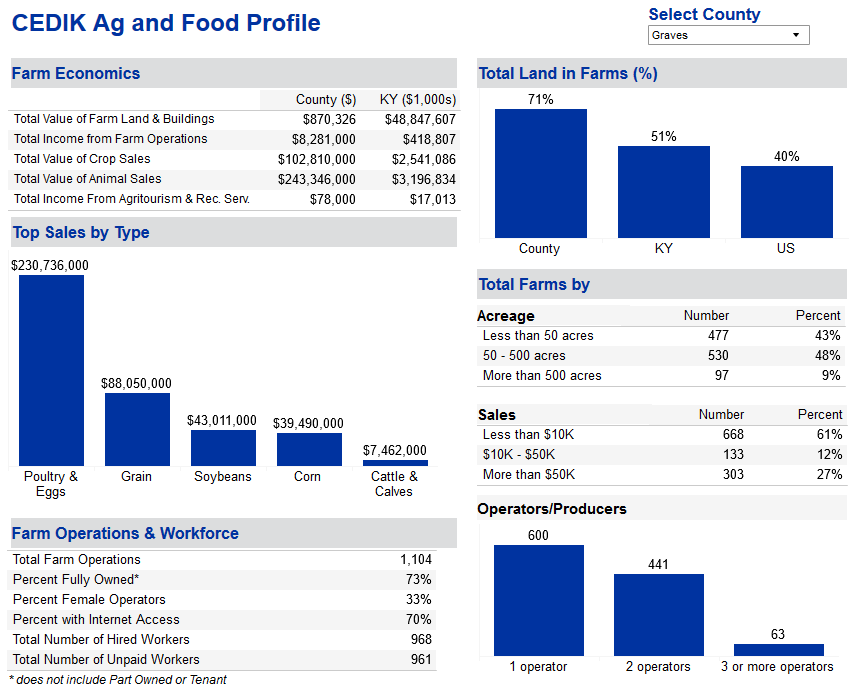 CEDIK Ag and Food Profile
Select County
Graves
Farm Economics
County ($) KY ($1,000s)
Total Value of Farm Land & Buildings $870,326 $48,847,607
Total Income from Farm Operations $8,281,000 $418,807
Total Value of Crop Sales $102,810,000 $2,541,086
Total Value of Animal Sales $243,346,000 $3,196,834
Total Income From Agritourism & Rec. Serv. $78,000 $17,013
Top Sales by Type
$230,736,000
$88,050,000
$43,011,000 $39,490,000
$7,462,000
Poultry & Grain Soybeans Corn Cattle &
Eggs Calves
Farm Operations & Workforce
Total Farm Operations 1,104
Percent Fully Owned* 73%
Percent Female Operators 33%
Percent with Internet Access 70%
Total Number of Hired Workers 968
Total Number of Unpaid Workers 961
* does not include Part Owned or Tenant
Total Land in Farms (%)
71%
51%
40%
County KY US
Total Farms by
Acreage Number Percent
Less than 50 acres 477 43%
50 - 500 acres 530 48%
More than 500 acres 97 9%
Sales Number Percent
Less than $10K 668 61%
$10K - $50K 133 12%
More than $50K 303 27%
Operators/Producers
600
441
63
1 operator 2 operators 3 or more operators